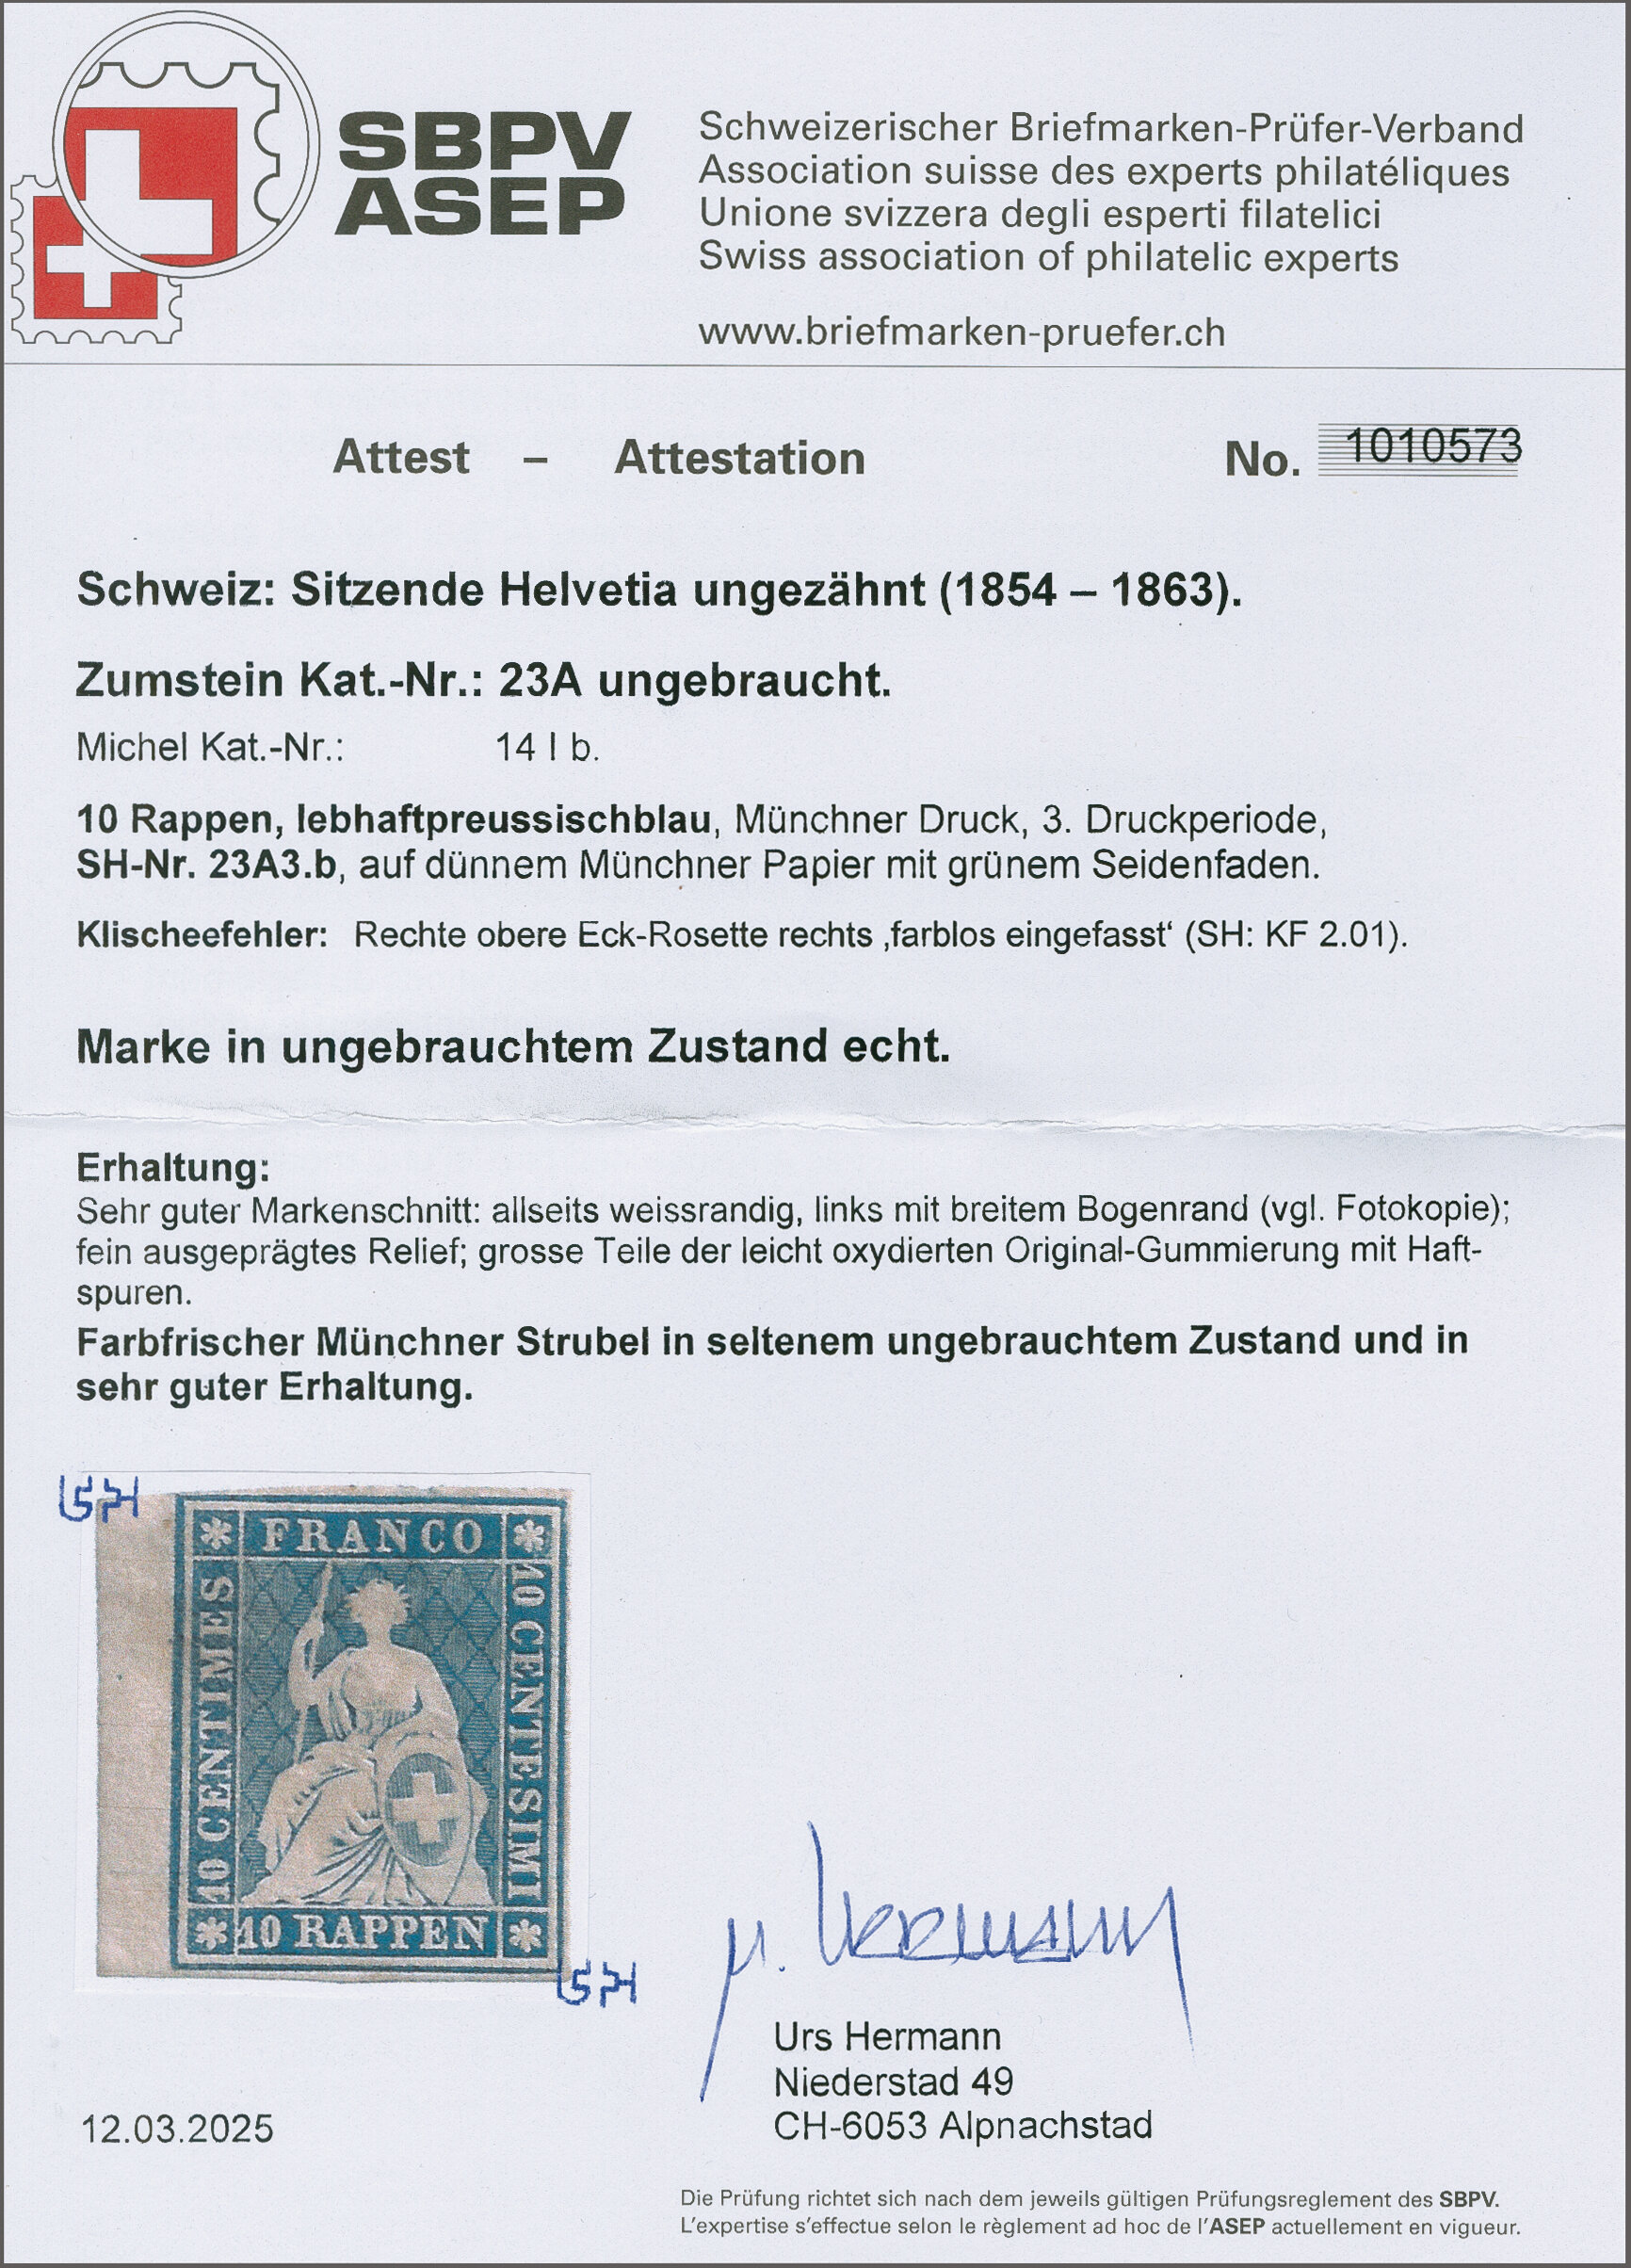 SBPV
ASEP
Schweizerischer Briefmarken-Prüfer-Verband
Association suisse des experts philatéliques
Unione svizzera degli esperti filatelici
Swiss association of philatelic experts
www.briefmarken-pruefer.ch
Attest – Attestation
No. 1010573
Schweiz: Sitzende Helvetia ungezähnt (1854 – 1863).
Zumstein Kat.-Nr.: 23A ungebraucht.
Michel Kat.-Nr.: 14 I b.
10 Rappen, lebhaftpreussischblau, Münchner Druck, 3. Druckperiode,
SH-Nr. 23A3.b, auf dünnem Münchner Papier mit grünem Seidenfaden.
Klischeefehler: Rechte obere Eck-Rosette rechts ‚farblos eingefasst‘ (SH: KF 2.01).
Marke in ungebrauchtem Zustand echt.
Erhaltung:
Sehr guter Markenschnitt: allseits weissrandig, links mit breitem Bogenrand (vgl. Fotokopie);
fein ausgeprägtes Relief; grosse Teile der leicht oxydierten Original-Gummierung mit Haft-
spuren.
Farbfrischer Münchner Strubel in seltenem ungebrauchtem Zustand und in
sehr guter Erhaltung.
FRANCO
10 CENTIMES
10 CENTESIMI
10 RAPPEN
U. Hermann
Urs Hermann
Niederstad 49
CH-6053 Alpnachstad
12.03.2025
Die Prüfung richtet sich nach dem jeweils gültigen Prüfungsreglement des SBPV.
L'expertise s'effectue selon le règlement ad hoc de l'ASEP actuellement en vigueur.